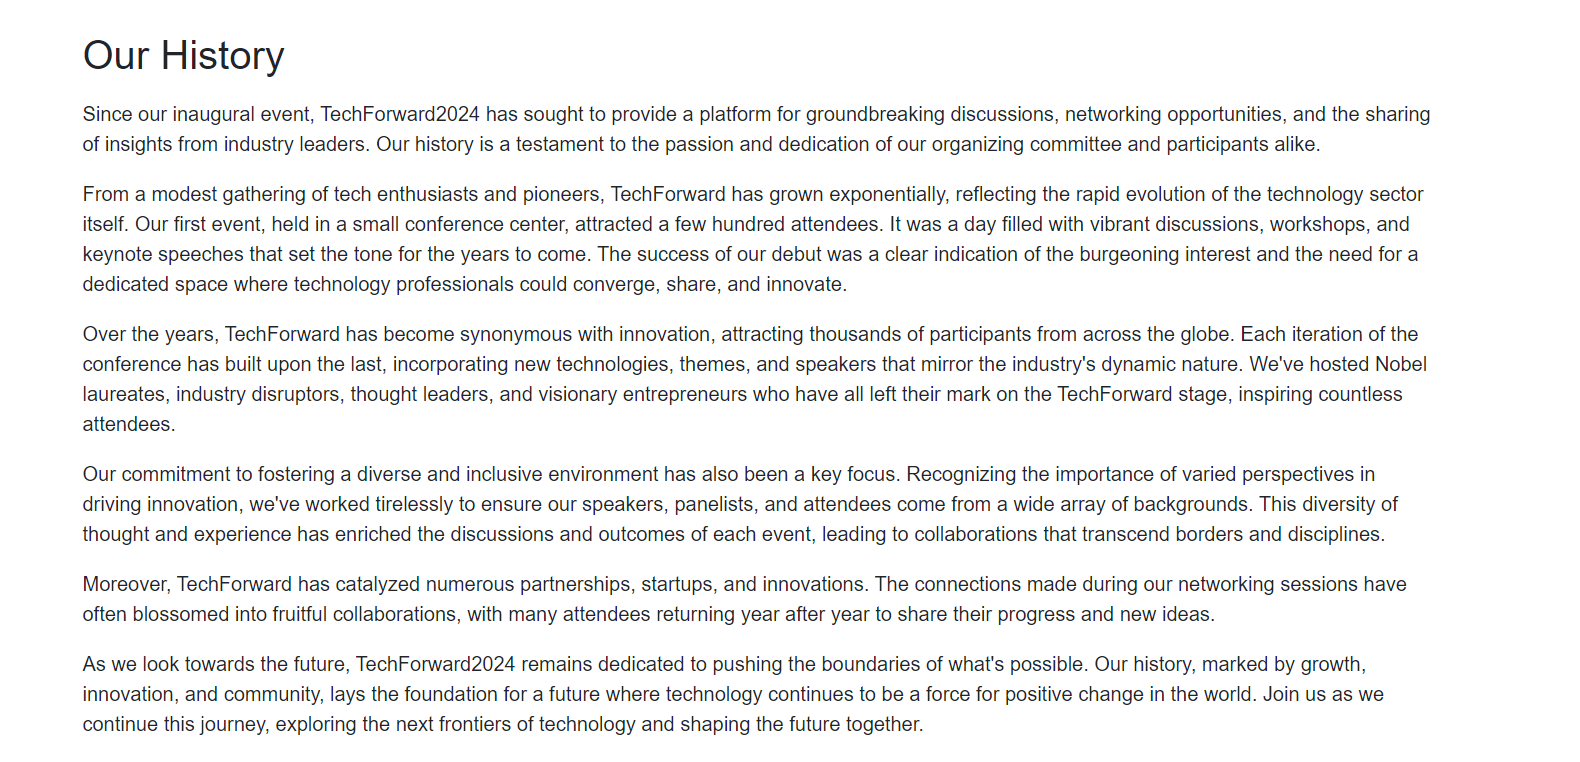 Our History
Since our inaugural event, TechForward2024 has sought to provide a platform for groundbreaking discussions, networking opportunities, and the sharing
of insights from industry leaders. Our history is a testament to the passion and dedication of our organizing committee and participants alike.
From a modest gathering of tech enthusiasts and pioneers, TechForward has grown exponentially, reflecting the rapid evolution of the technology sector
itself. Our first event, held in a small conference center, attracted a few hundred attendees. It was a day filled with vibrant discussions, workshops, and
keynote speeches that set the tone for the years to come. The success of our debut was a clear indication of the burgeoning interest and the need for a
dedicated space where technology professionals could converge, share, and innovate.
Over the years, TechForward has become synonymous with innovation, attracting thousands of participants from across the globe. Each iteration of the
conference has built upon the last, incorporating new technologies, themes, and speakers that mirror the industry's dynamic nature. We've hosted Nobel
laureates, industry disruptors, thought leaders, and visionary entrepreneurs who have all left their mark on the TechForward stage, inspiring countless
attendees.
Our commitment to fostering a diverse and inclusive environment has also been a key focus. Recognizing the importance of varied perspectives in
driving innovation, we've worked tirelessly to ensure our speakers, panelists, and attendees come from a wide array of backgrounds. This diversity of
thought and experience has enriched the discussions and outcomes of each event, leading to collaborations that transcend borders and disciplines.
Moreover, TechForward has catalyzed numerous partnerships, startups, and innovations. The connections made during our networking sessions have
often blossomed into fruitful collaborations, with many attendees returning year after year to share their progress and new ideas.
As we look towards the future, TechForward2024 remains dedicated to pushing the boundaries of what's possible. Our history, marked by growth,
innovation, and community, lays the foundation for a future where technology continues to be a force for positive change in the world. Join us as we
continue this journey, exploring the next frontiers of technology and shaping the future together.